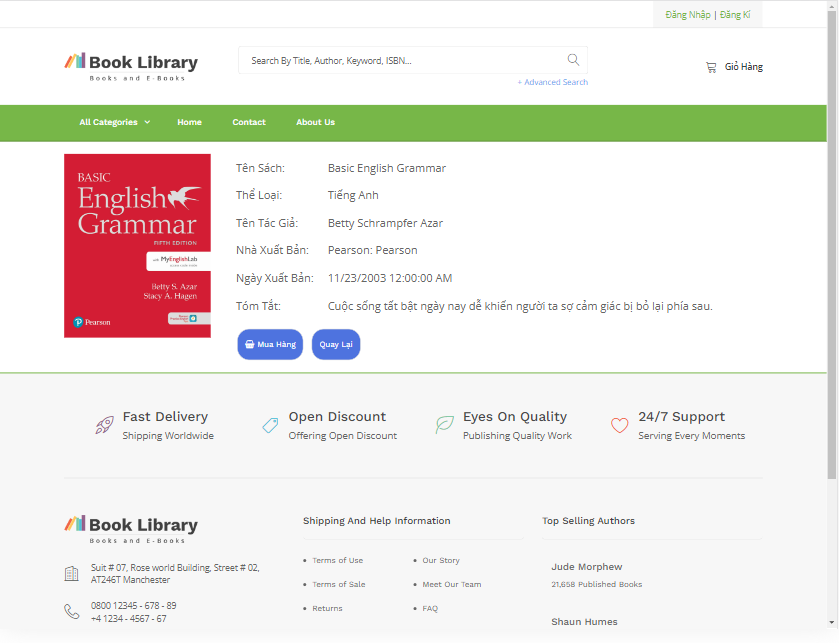 Đăng Nhập | Đăng Kí
Book Library
Books and E-Books
Search By Title, Author, Keyword, ISBN...
+ Advanced Search
Giỏ Hàng
All Categories
Home
Contact
About Us
BASIC
English
Grammar
FIFTH EDITION
with MyEnglishLab
Betty S. Azar
Stacy A. Hagen
Pearson
Tên Sách: Basic English Grammar
Thể Loại: Tiếng Anh
Tên Tác Giả: Betty Schrampfer Azar
Nhà Xuất Bản: Pearson: Pearson
Ngày Xuất Bản: 11/23/2003 12:00:00 AM
Tóm Tắt: Cuộc sống tất bật ngày nay dễ khiến người ta sợ cảm giác bị bỏ lại phía sau.
Mua Hàng
Quay Lại
Fast Delivery
Shipping Worldwide
Open Discount
Offering Open Discount
Eyes On Quality
Publishing Quality Work
24/7 Support
Serving Every Moments
Book Library
Books and E-Books
Suit # 07, Rose world Building, Street # 02,
AT246T Manchester
0800 12345 - 678 - 89
+4 1234 - 4567 - 67
Shipping And Help Information
Terms of Use
Terms of Sale
Returns
Our Story
Meet Our Team
FAQ
Top Selling Authors
Jude Morphew
21,658 Published Books
Shaun Humes